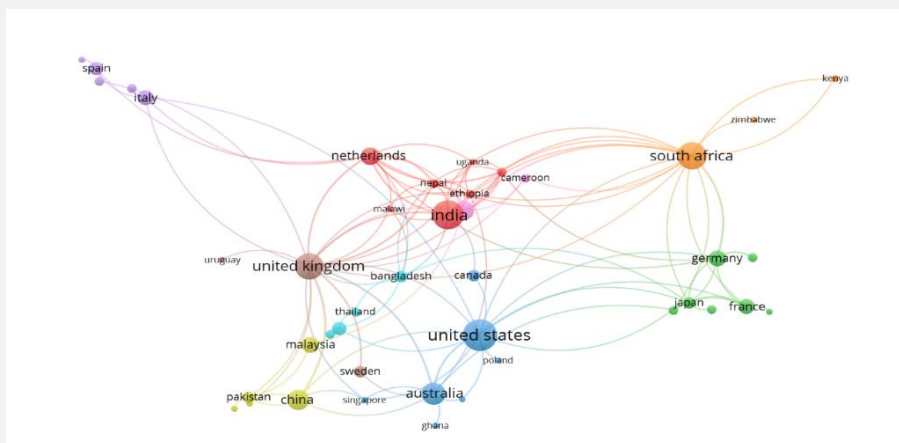 spain
kenya
italy
zimbabwe
netherlands
uganda
south africa
nepal
cameroon
ethiopia
malawi
india
uruguay
united kingdom
germany
bangladesh
canada
japan
france
thailand
united states
malaysia
poland
sweden
pakistan
china
singapore
australia
ghana